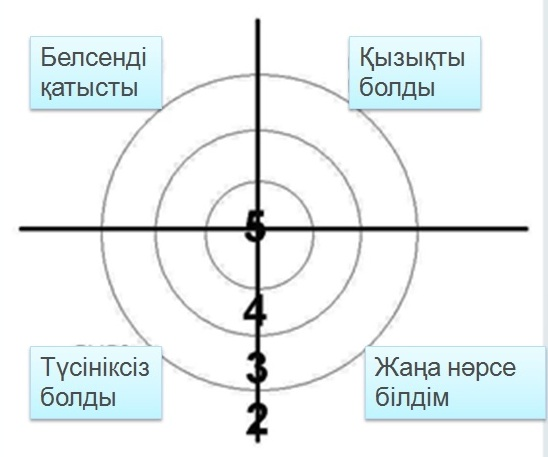 Белсенді
қатысты
Қызықты
болды
5
4
3
2
Түсініксіз
болды
Жаңа нәрсе
білдім